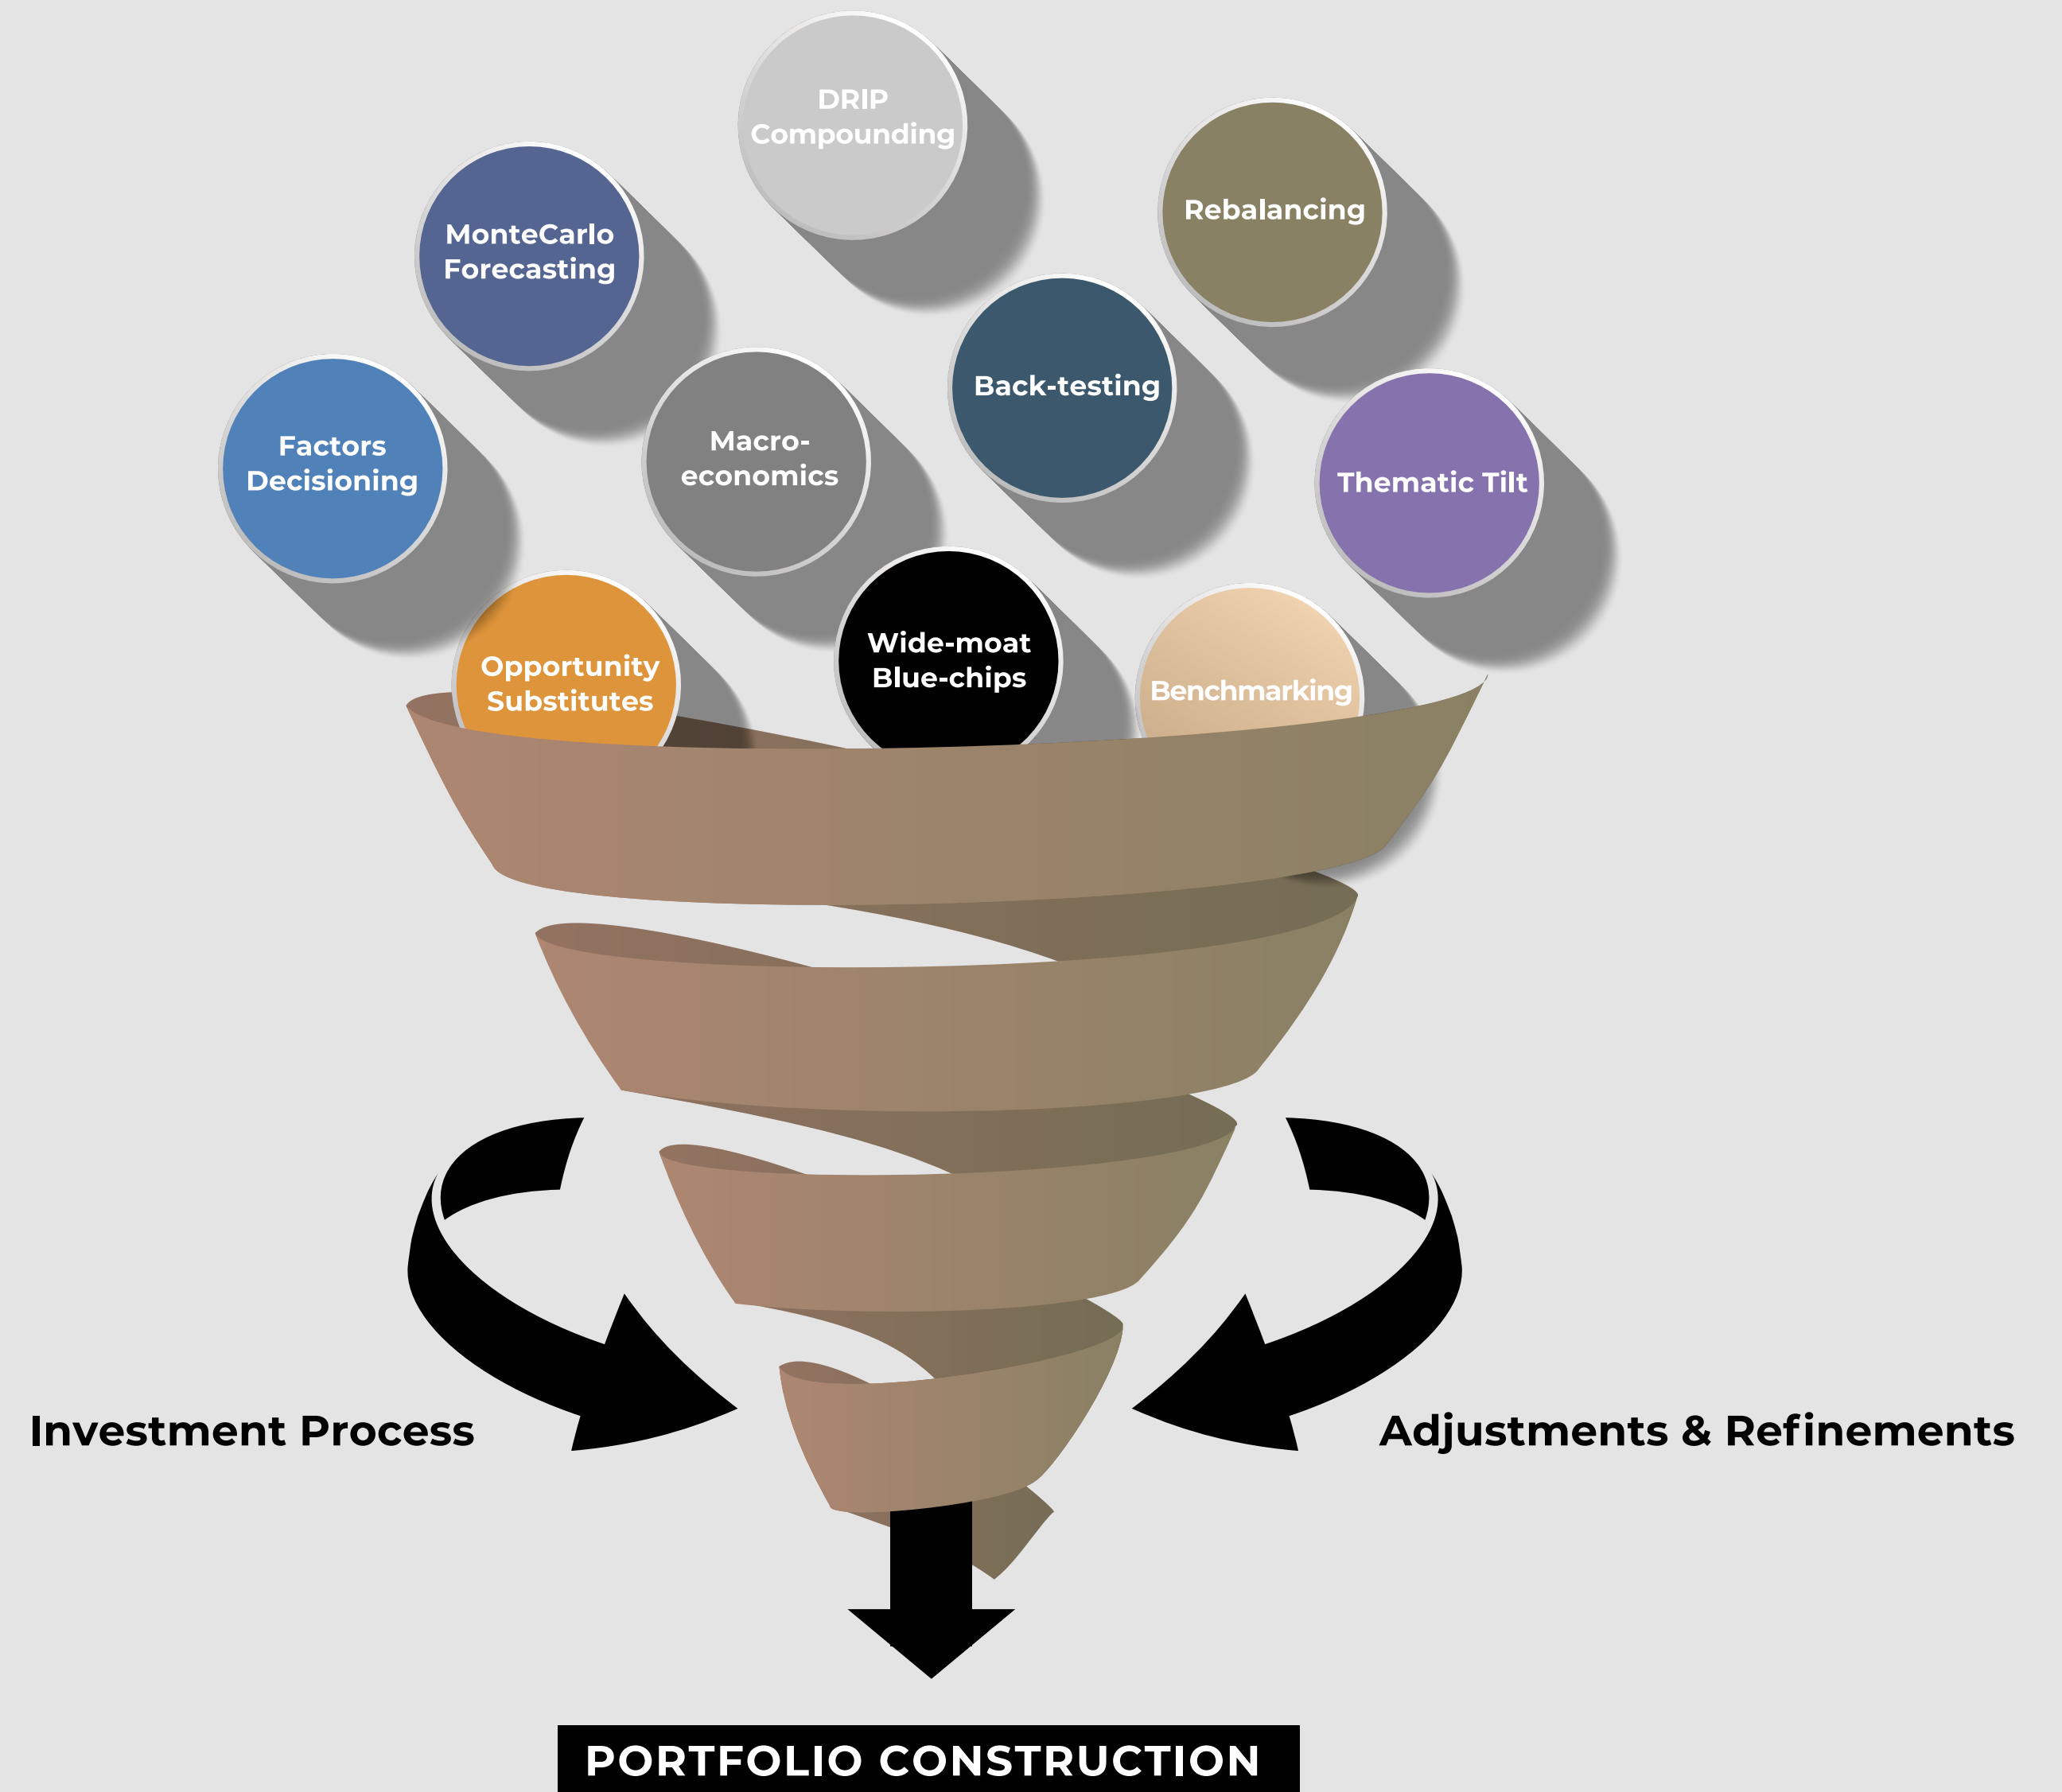 DRIP
Compounding
Rebalancing
MonteCarlo
Forecasting
Back-testing
Factors
Decisioning
Macro-
economics
Thematic Tilt
Opportunity
Substitutes
Wide-moat
Blue-chips
Benchmarking
Investment Process
Adjustments & Refinements
PORTFOLIO CONSTRUCTION